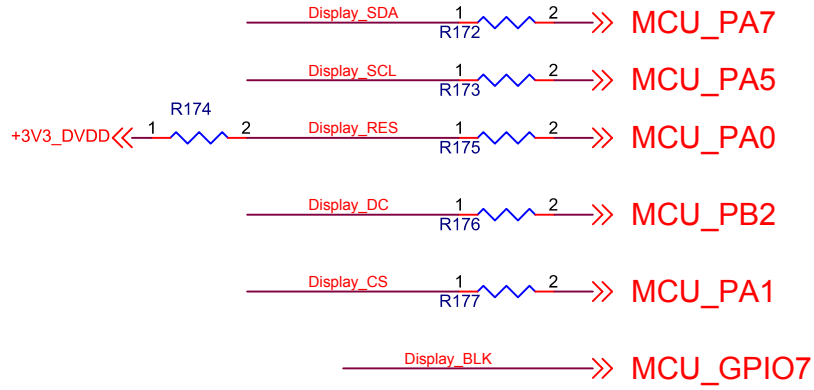 Display_SDA 1 R172 2 MCU_PA7
Display_SCL 1 R173 2 MCU_PA5
+3V3_DVDD 1 R174 2 Display_RES 1 R175 2 MCU_PA0
Display_DC 1 R176 2 MCU_PB2
Display_CS 1 R177 2 MCU_PA1
Display_BLK MCU_GPIO7